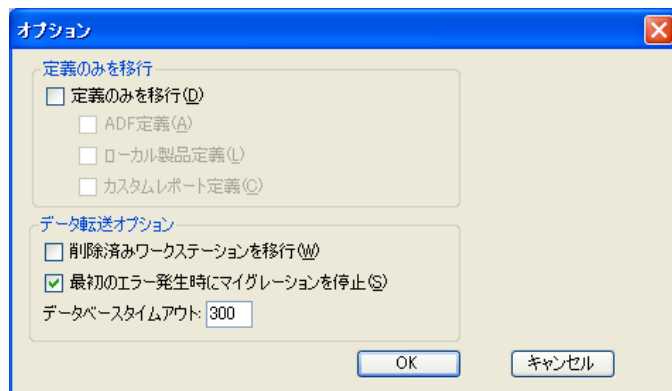 オプション
定義のみを移行
定義のみを移行(D)
ADF定義(A)
ローカル製品定義(L)
カスタムレポート定義(C)
データ転送オプション
削除済みワークステーションを移行(W)
最初のエラー発生時にマイグレーションを停止(S)
データベースタイムアウト: 300
OK キャンセル